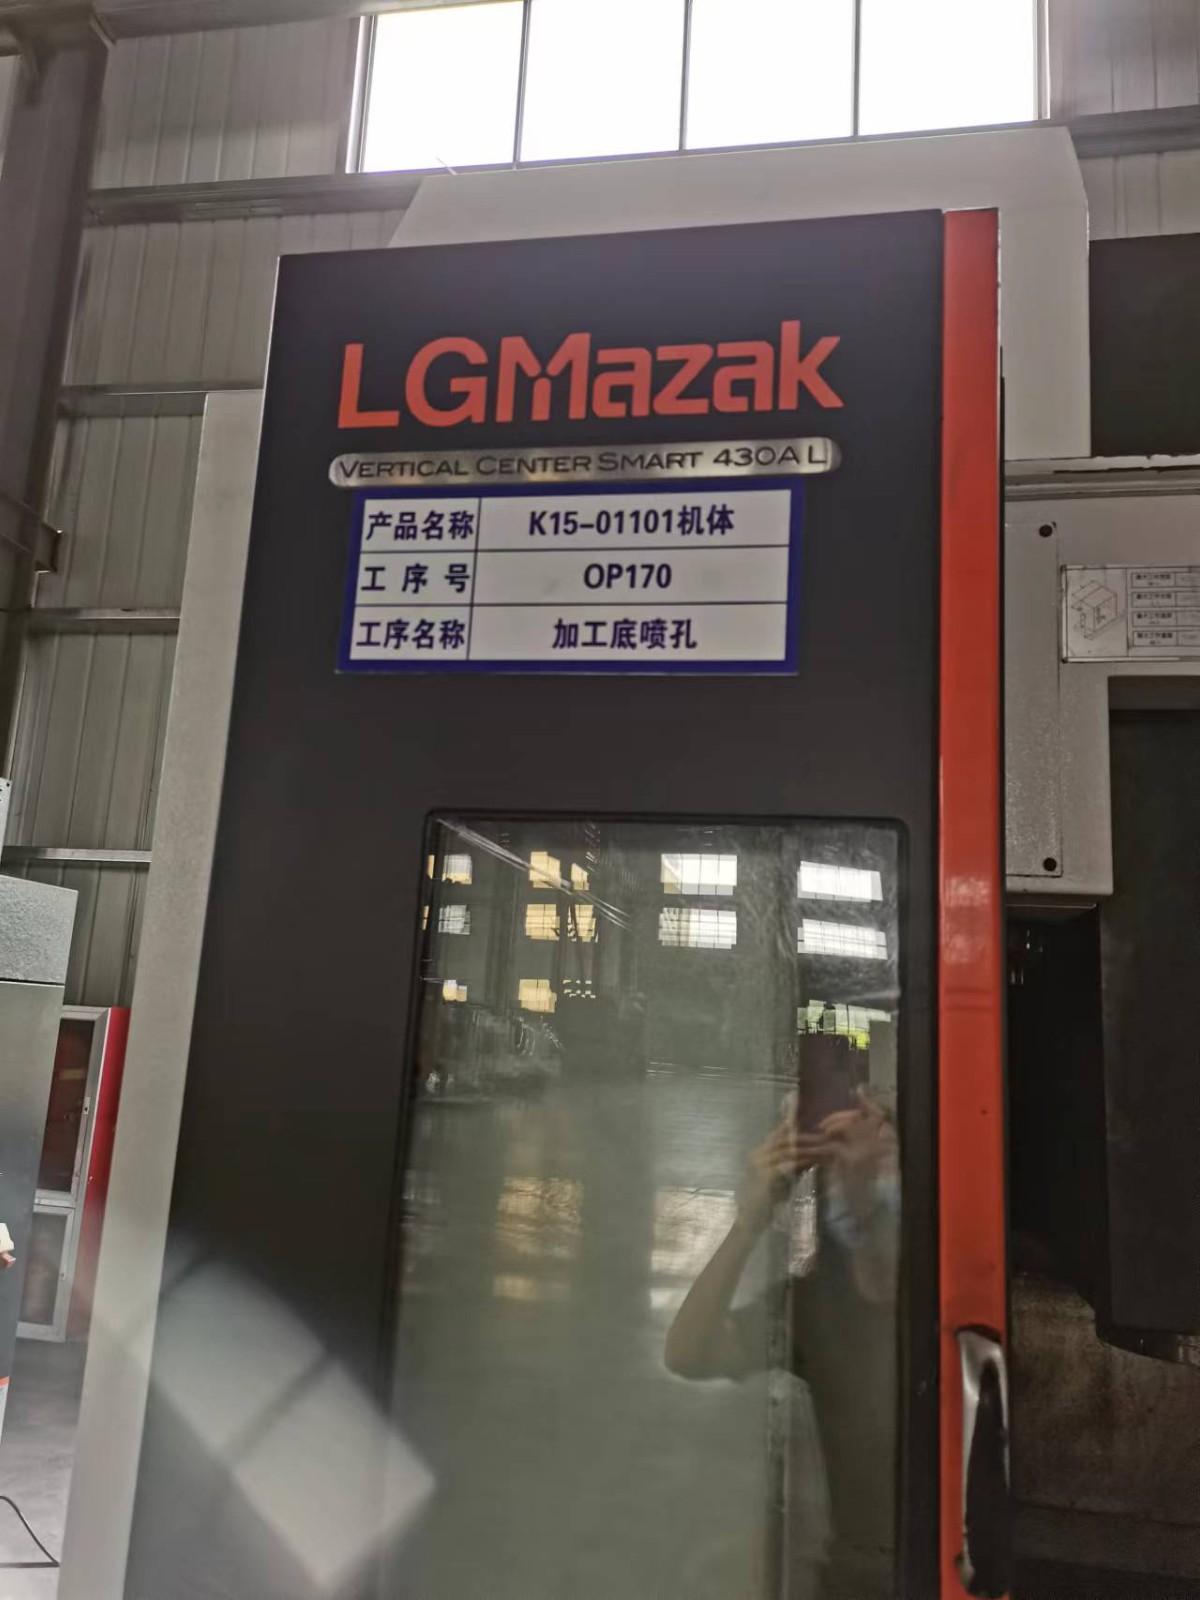 LGMazak
VERTICAL CENTER SMART 430A L
产品名称 K15-01101机体
工序号 OP170
工序名称 加工底喷孔